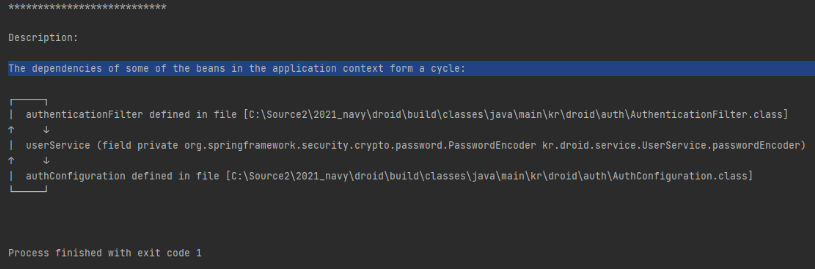 ***************************
Description:
The dependencies of some of the beans in the application context form a cycle:
┌─────┐
|  authenticationFilter defined in file [C:\Source2\2021_navy\droid\build\classes\java\main\kr\droid\auth\AuthenticationFilter.class]
↑     ↓
|  userService (field private org.springframework.security.crypto.password.PasswordEncoder kr.droid.service.UserService.passwordEncoder)
↑     ↓
|  authConfiguration defined in file [C:\Source2\2021_navy\droid\build\classes\java\main\kr\droid\auth\AuthConfiguration.class]
└─────┘
Process finished with exit code 1